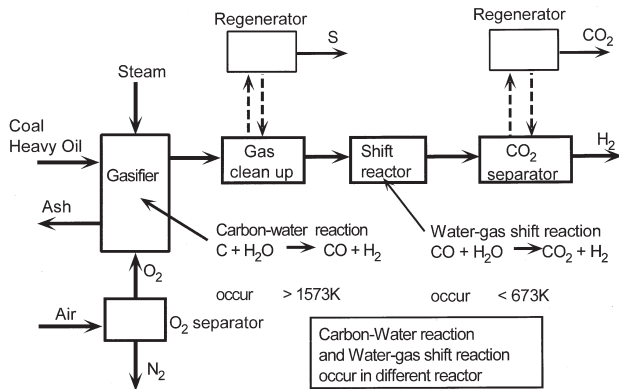 Regenerator
S
Regenerator
CO₂
Steam
Coal
Heavy Oil
Gasifier
Gas
clean up
Shift
reactor
CO₂
separator
H₂
Ash
Carbon-water reaction
C + H₂O → CO + H₂
Water-gas shift reaction
CO + H₂O → CO₂ + H₂
O₂
occur > 1573K
occur < 673K
Air
O₂ separator
N₂
Carbon-Water reaction
and Water-gas shift reaction
occur in different reactor